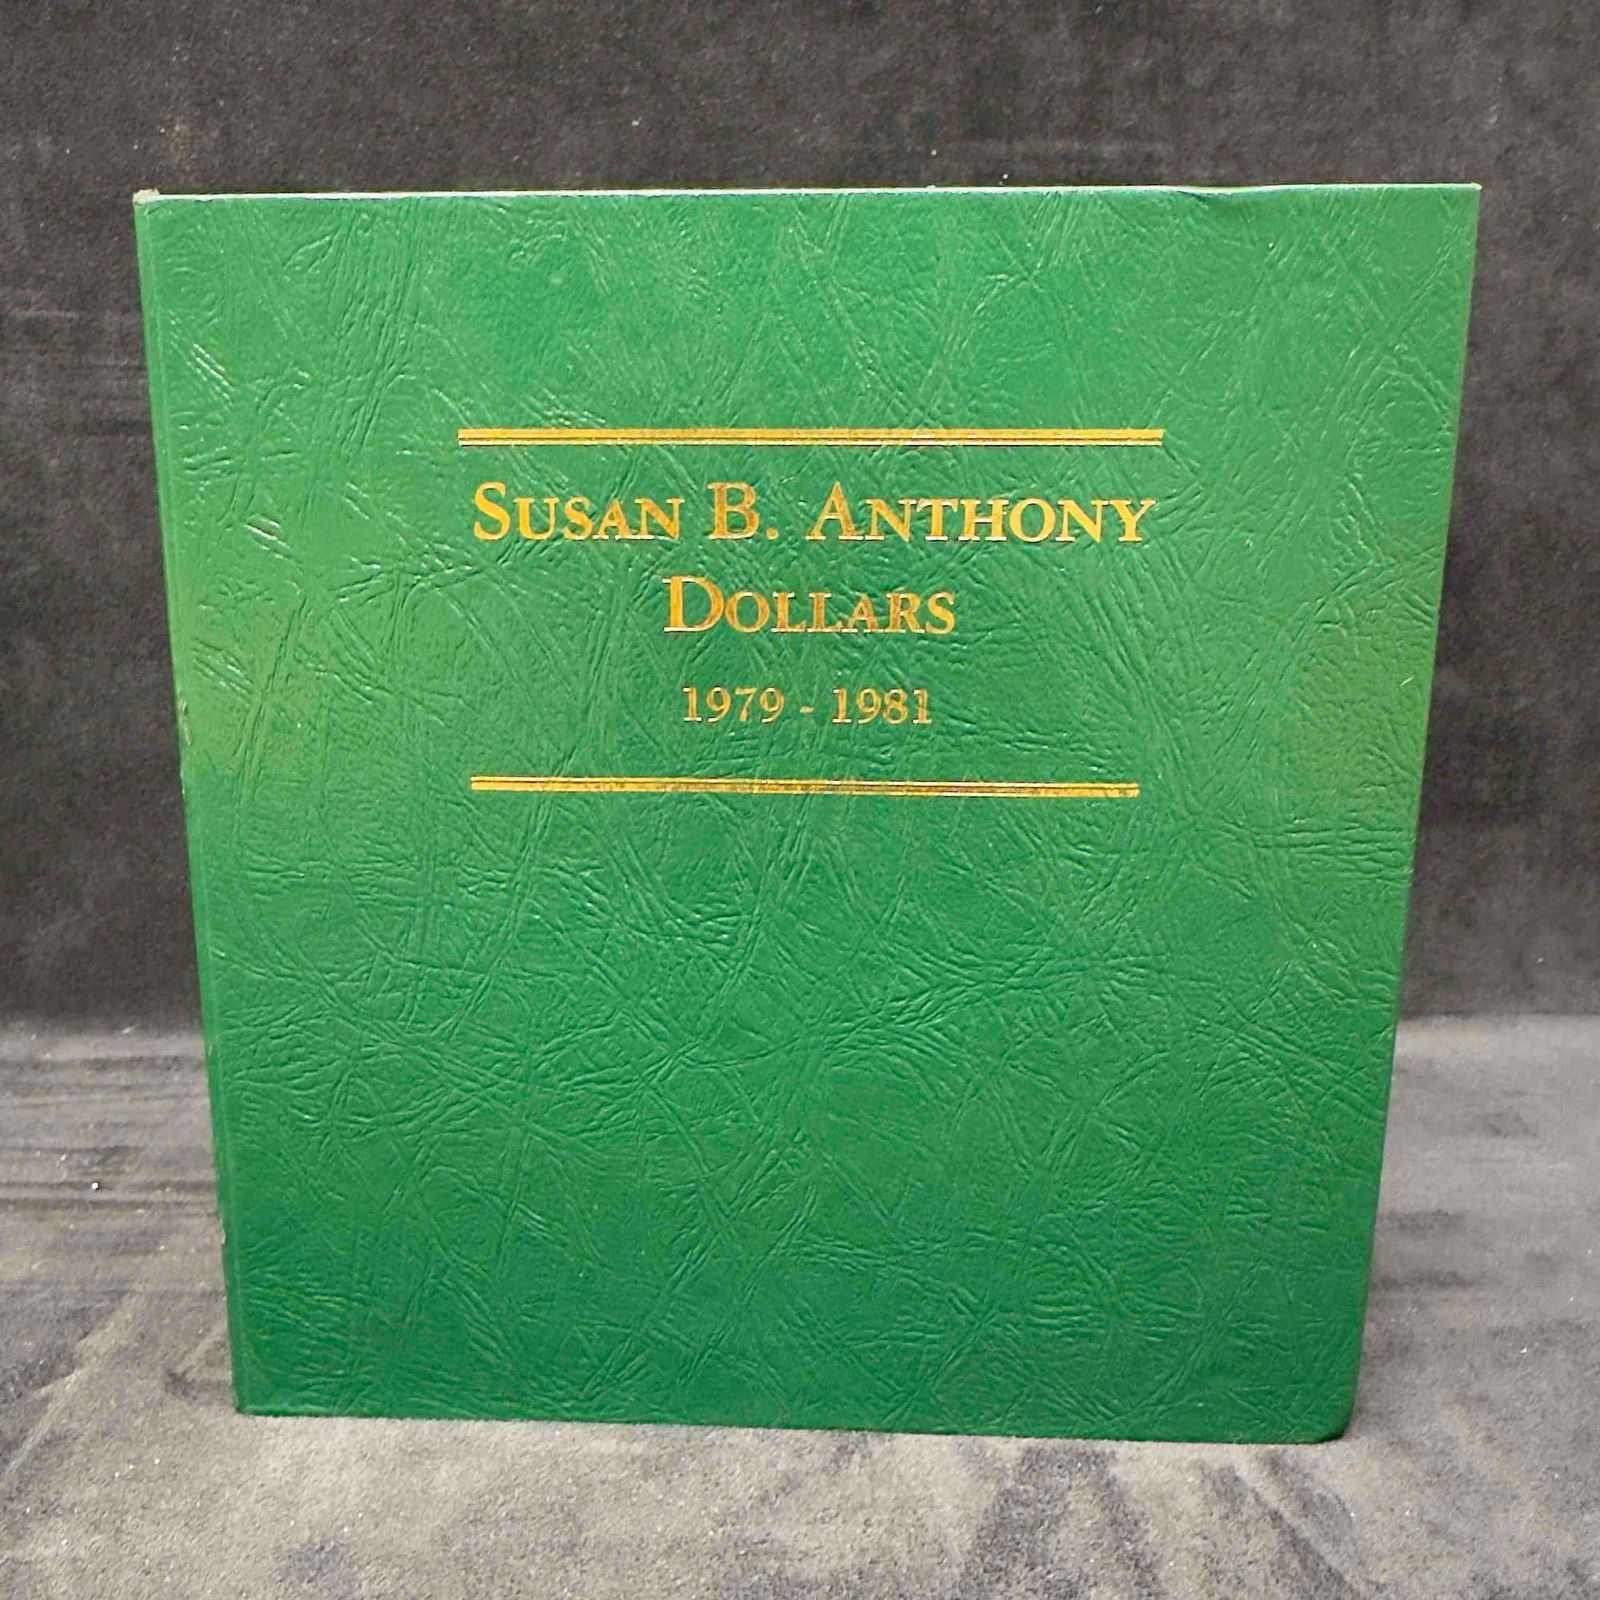 SUSAN B. ANTHONY
DOLLARS
1979 - 1981